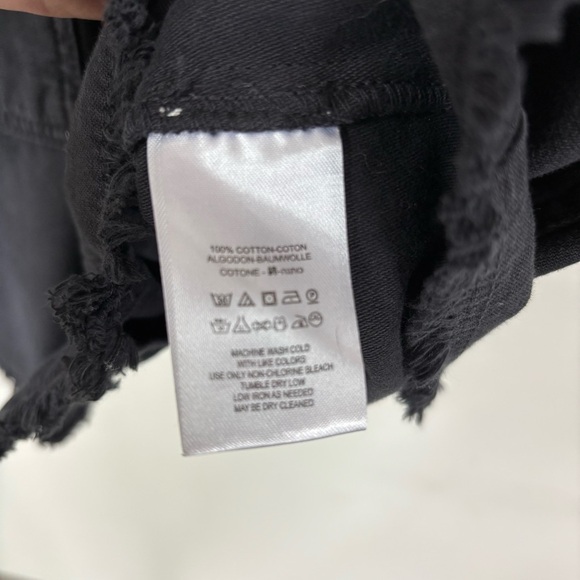 100% COTTON-COTON
ALGODON-BAUMWOLLE
COTONE -
MACHINE WASH COLD
WITH LIKE COLORS
USE ONLY NON-CHLORINE BLEACH
TUMBLE DRY LOW
LOW IRON AS NEEDED
MAY BE DRY CLEANED